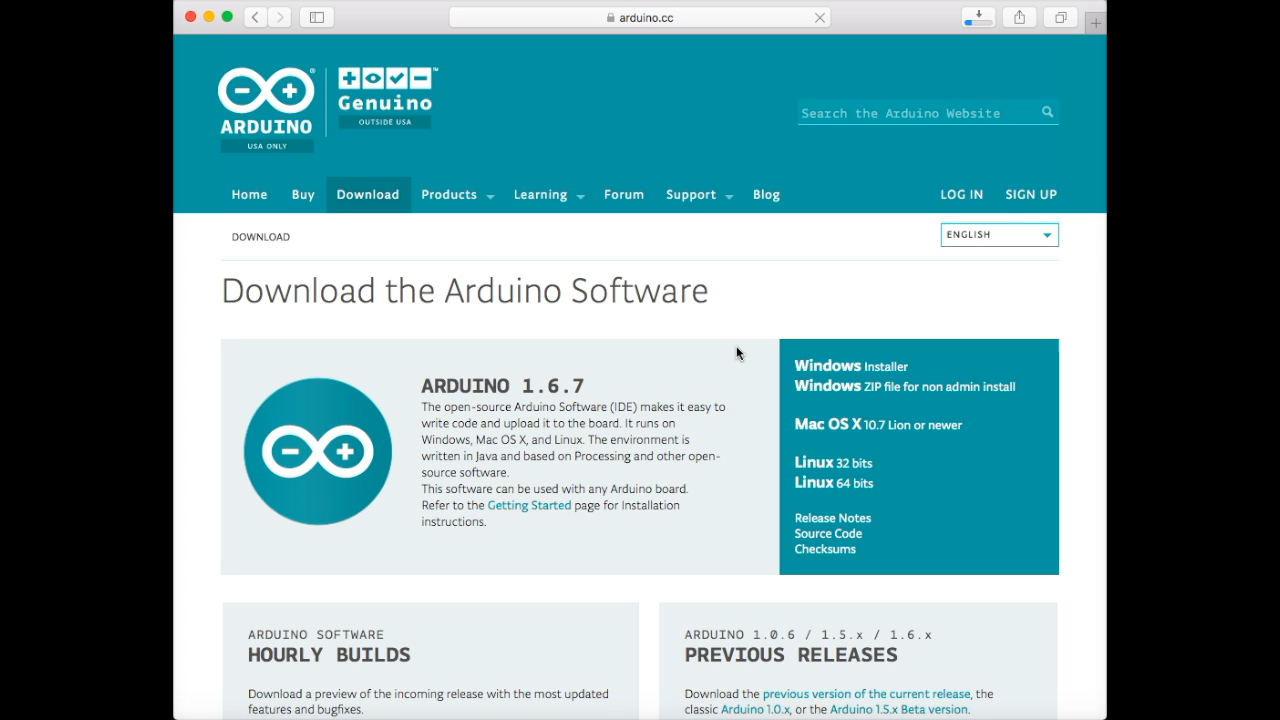 arduino.cc
ARDUINO
USA ONLY
Genuino
OUTSIDE USA
Search the Arduino Website
Home Buy Download Products Learning Forum Support Blog LOG IN SIGN UP
DOWNLOAD
ENGLISH
Download the Arduino Software
ARDUINO 1.6.7
The open-source Arduino Software (IDE) makes it easy to
write code and upload it to the board. It runs on
Windows, Mac OS X, and Linux. The environment is
written in Java and based on Processing and other open-
source software.
This software can be used with any Arduino board.
Refer to the Getting Started page for Installation
instructions.
Windows Installer
Windows ZIP file for non admin install
Mac OS X 10.7 Lion or newer
Linux 32 bits
Linux 64 bits
Release Notes
Source Code
Checksums
ARDUINO SOFTWARE
HOURLY BUILDS
Download a preview of the incoming release with the most updated
features and bugfixes.
ARDUINO 1.0.6 / 1.5.x / 1.6.x
PREVIOUS RELEASES
Download the previous version of the current release, the
classic Arduino 1.0.x, or the Arduino 1.5.x Beta version.